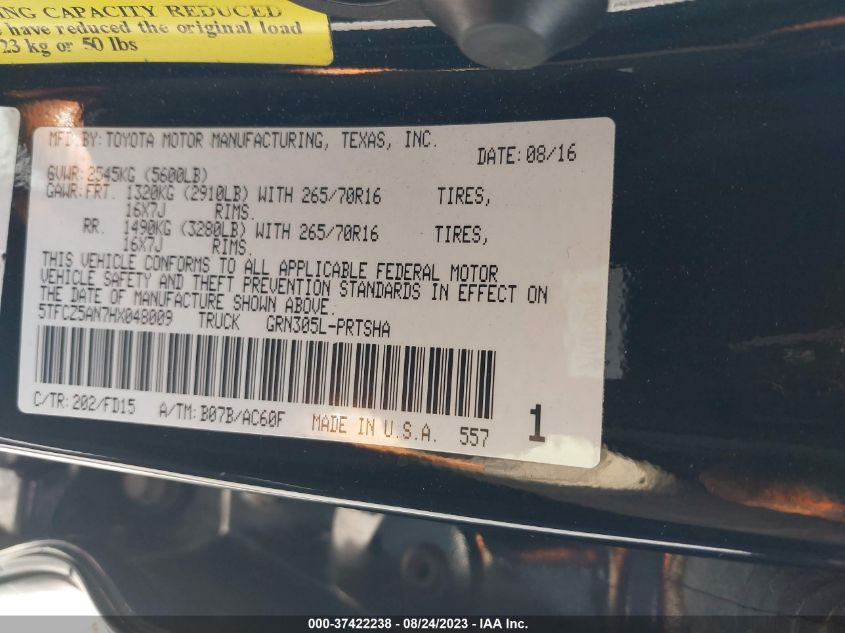 NG CAPACITY REDUCED
have reduced the original load
23 kg or 50 lbs
MFD.BY: TOYOTA MOTOR MANUFACTURING, TEXAS, INC.
DATE: 08/16
GVWR: 2545KG (5600LB)
GAWR: FRT. 1320KG (2910LB) WITH 265/70R16 TIRES,
16X7J RIMS.
RR. 1490KG (3280LB) WITH 265/70R16 TIRES,
16X7J RIMS.
THIS VEHICLE CONFORMS TO ALL APPLICABLE FEDERAL MOTOR
VEHICLE SAFETY AND THEFT PREVENTION STANDARDS IN EFFECT ON
THE DATE OF MANUFACTURE SHOWN ABOVE.
5TFCZ5AN7HX048009 TRUCK GRN305L-PRTSHA
C/TR: 202/FD15 A/TM: B07B/AC60F MADE IN U.S.A. 557 1
000-37422238 - 08/24/2023 - IAA Inc.